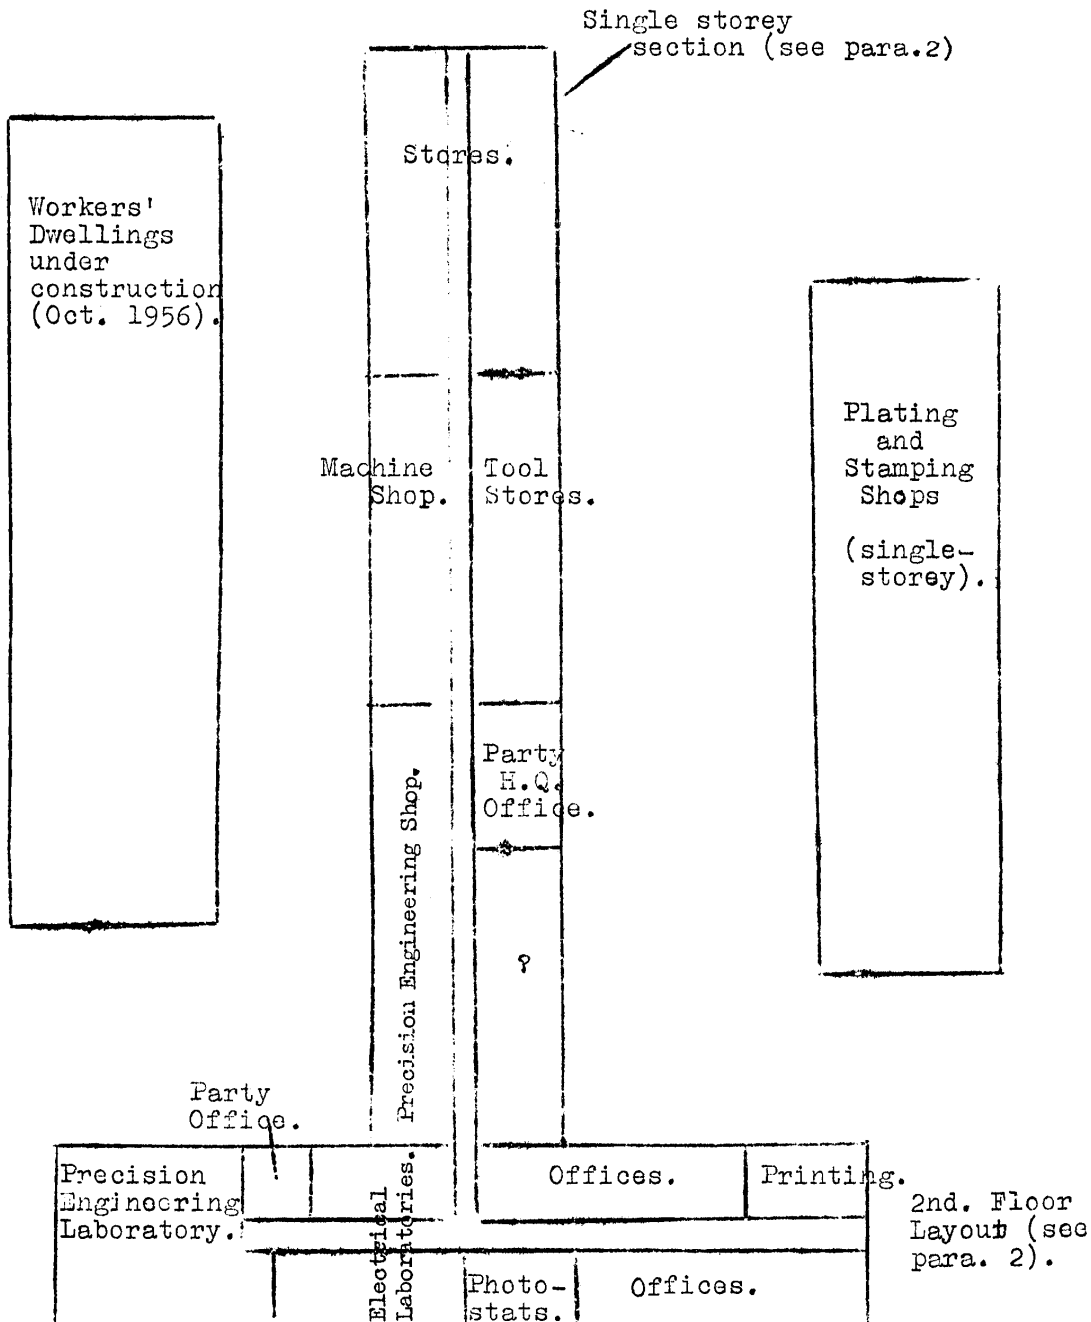 Single storey
section (see para.2)
Stores.
Workers'
Dwellings
under
construction
(Oct. 1956).
Plating
and
Stamping
Shops
(single-
storey).
Machine
Shop.
Tool
Stores.
Party
H.Q.
Office.
Precision Engineering Shop.
?
Party
Office.
Precision
Engineering
Laboratory.
Electrical
Laboratories.
Offices.
Printing.
2nd. Floor
Layout (see
para. 2).
Photo-
stats.
Offices.